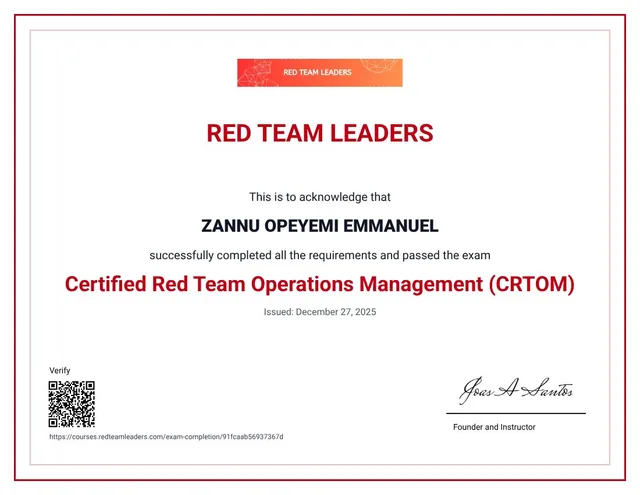 RED TEAM LEADERS
RED TEAM LEADERS
This is to acknowledge that
ZANNU OPEYEMI EMMANUEL
successfully completed all the requirements and passed the exam
Certified Red Team Operations Management (CRTOM)
Issued: December 27, 2025
Verify
https://courses.redteamleaders.com/exam-completion/91fcaab56937367d
Joas A Santos
Founder and Instructor